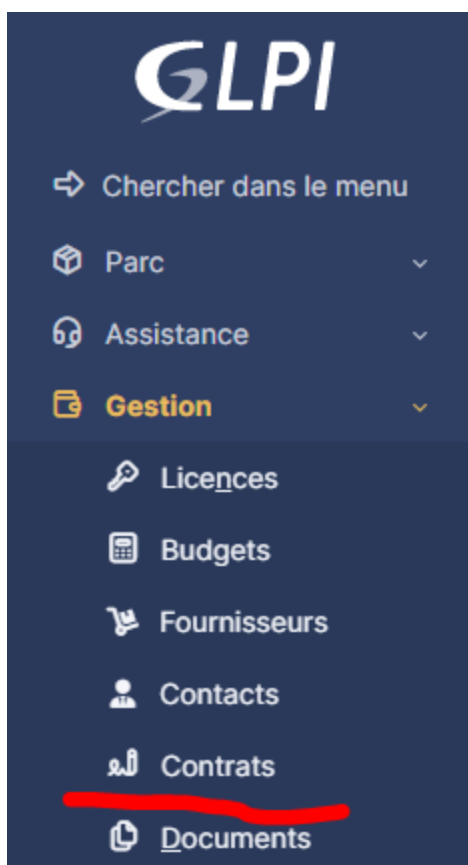 GLPI
Chercher dans le menu
Parc
Assistance
Gestion
Licences
Budgets
Fournisseurs
Contacts
Contrats
Documents